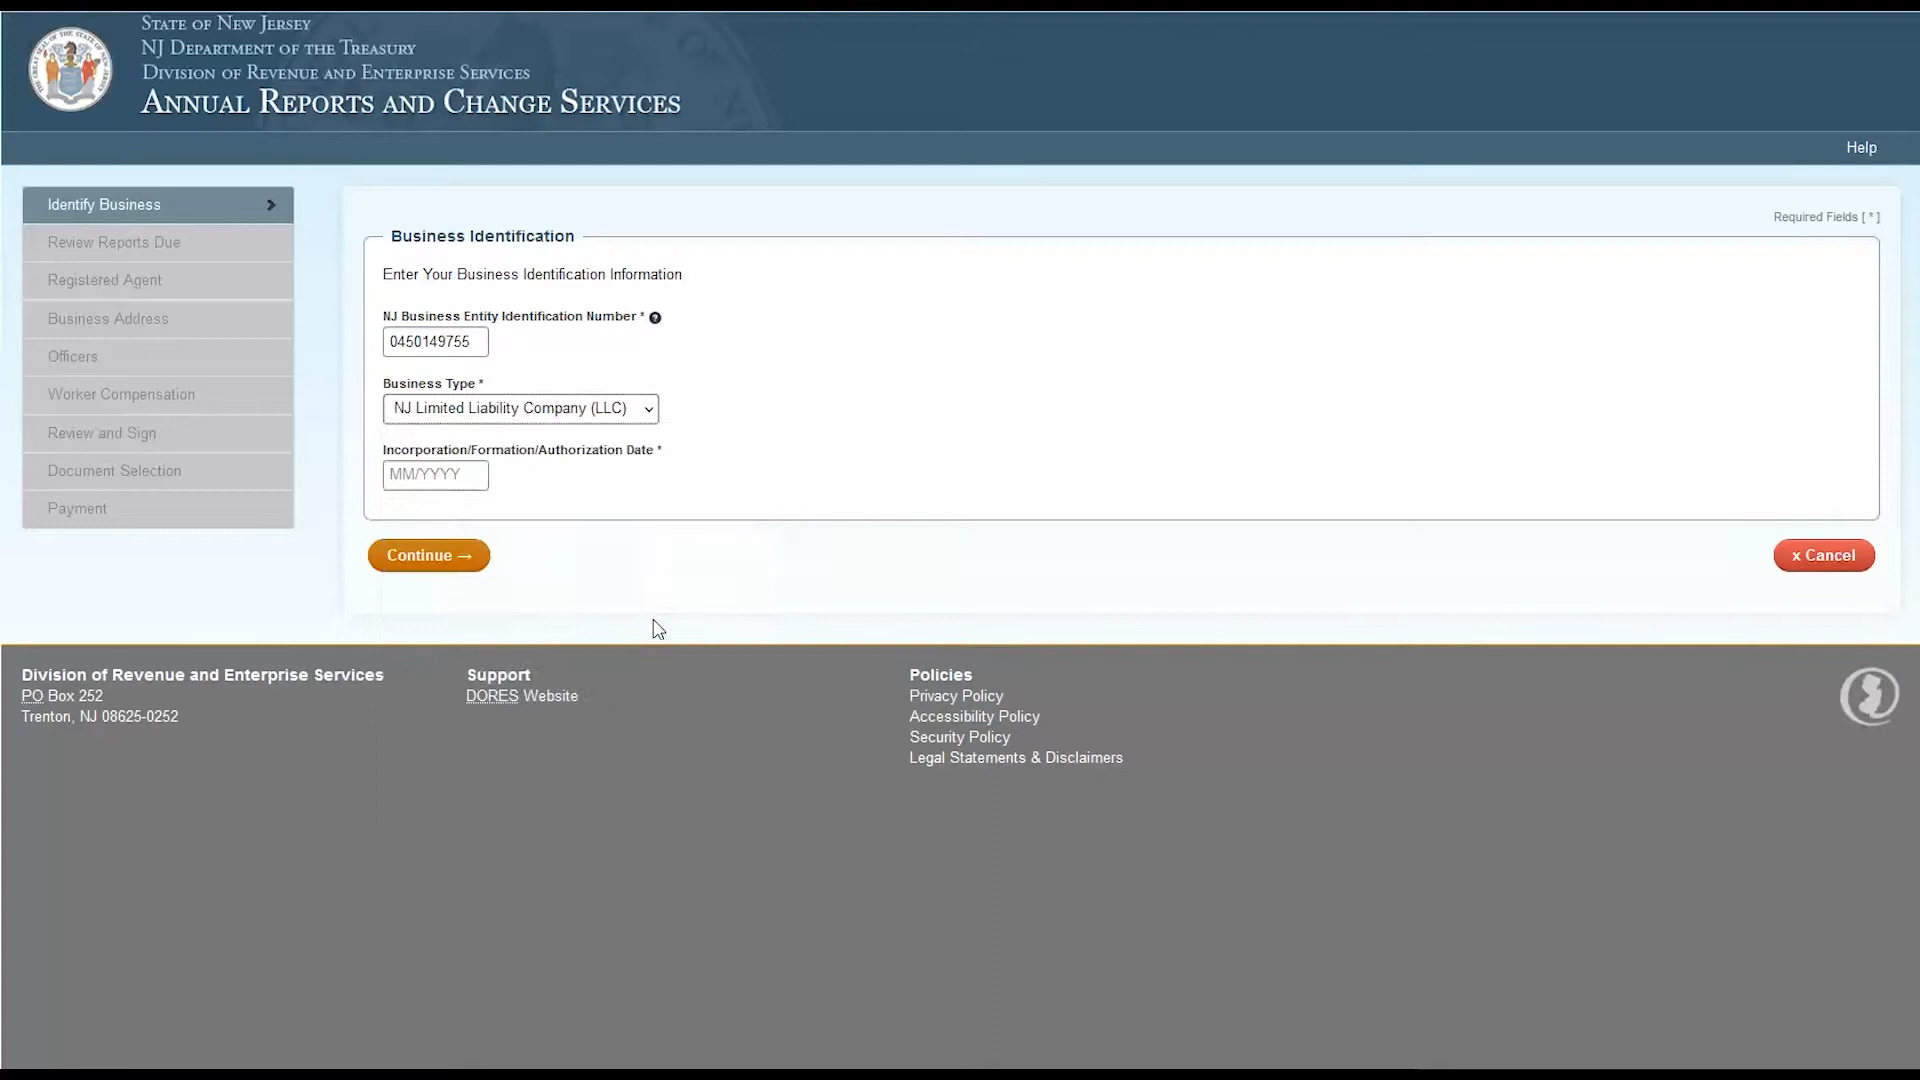 STATE OF NEW JERSEY
NJ DEPARTMENT OF THE TREASURY
DIVISION OF REVENUE AND ENTERPRISE SERVICES
ANNUAL REPORTS AND CHANGE SERVICES
Help
Identify Business
Review Reports Due
Registered Agent
Business Address
Officers
Worker Compensation
Review and Sign
Document Selection
Payment
Required Fields [ * ]
Business Identification
Enter Your Business Identification Information
NJ Business Entity Identification Number * ?
0450149755
Business Type *
NJ Limited Liability Company (LLC)
Incorporation/Formation/Authorization Date *
MM/YYYY
Continue →
x Cancel
Division of Revenue and Enterprise Services
PO Box 252
Trenton, NJ 08625-0252
Support
DORES Website
Policies
Privacy Policy
Accessibility Policy
Security Policy
Legal Statements & Disclaimers